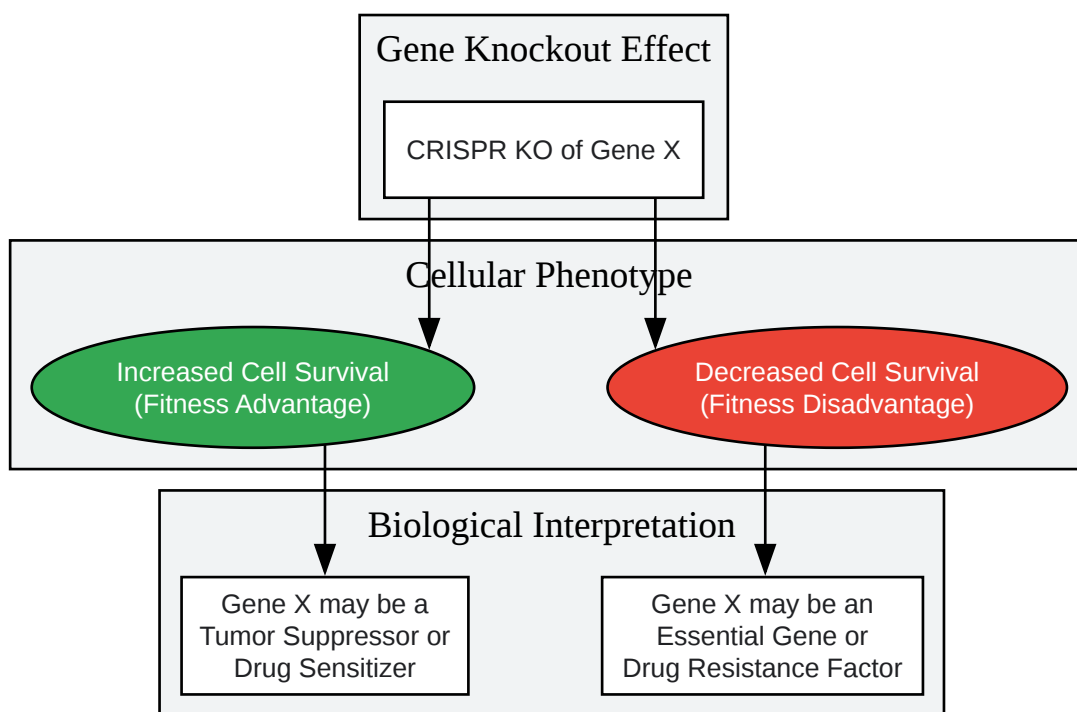 Gene Knockout Effect
CRISPR KO of Gene X
Cellular Phenotype
Increased Cell Survival
(Fitness Advantage)
Decreased Cell Survival
(Fitness Disadvantage)
Biological Interpretation
Gene X may be a
Tumor Suppressor or
Drug Sensitizer
Gene X may be an
Essential Gene or
Drug Resistance Factor